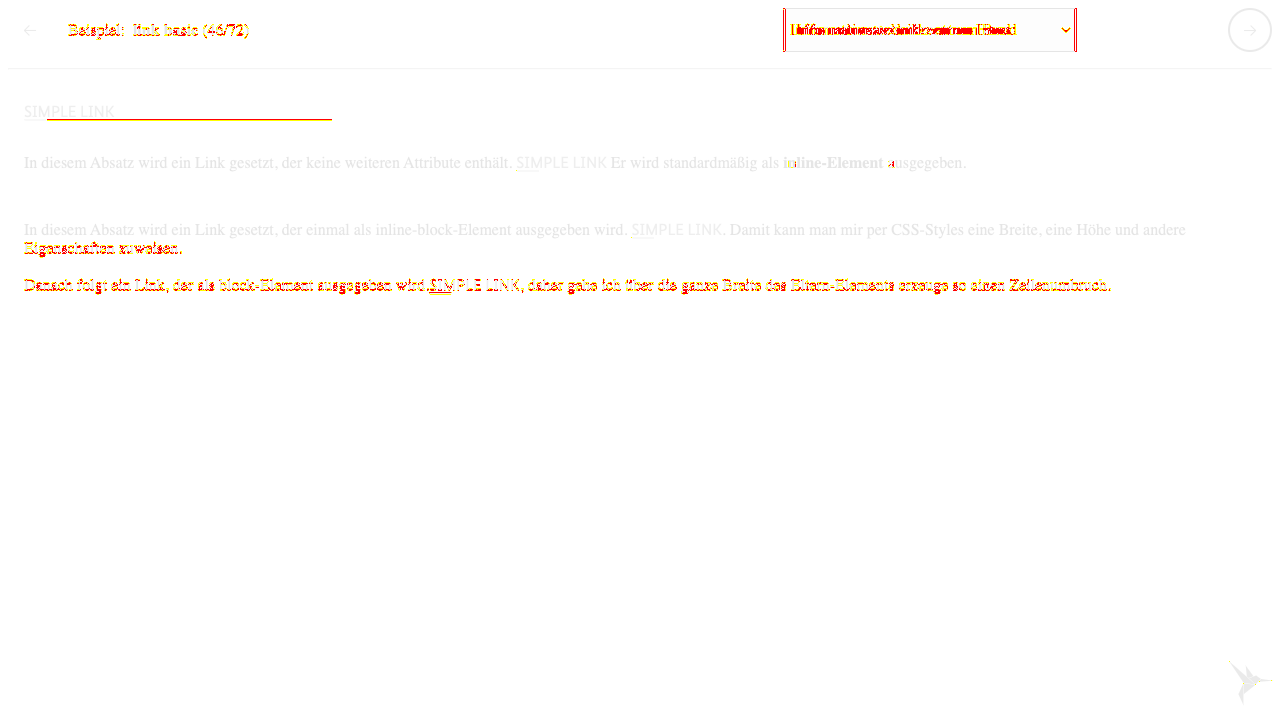 Beispiel: link basic (46/72)
SIMPLE LINK
In diesem Absatz wird ein Link gesetzt, der keine weiteren Attribute enthält. SIMPLE LINK Er wird standardmäßig als inline-Element ausgegeben.
In diesem Absatz wird ein Link gesetzt, der einmal als inline-block-Element ausgegeben wird. SIMPLE LINK. Damit kann man mir per CSS-Styles eine Breite, eine Höhe und andere
Eigenschaften zuweisen.
Danach folgt ein Link, der als block-Element ausgegeben wird.SIMPLE LINK, daher gehe ich über die ganze Breite des Eltern-Elements erzeuge so einen Zeilenumbruch.